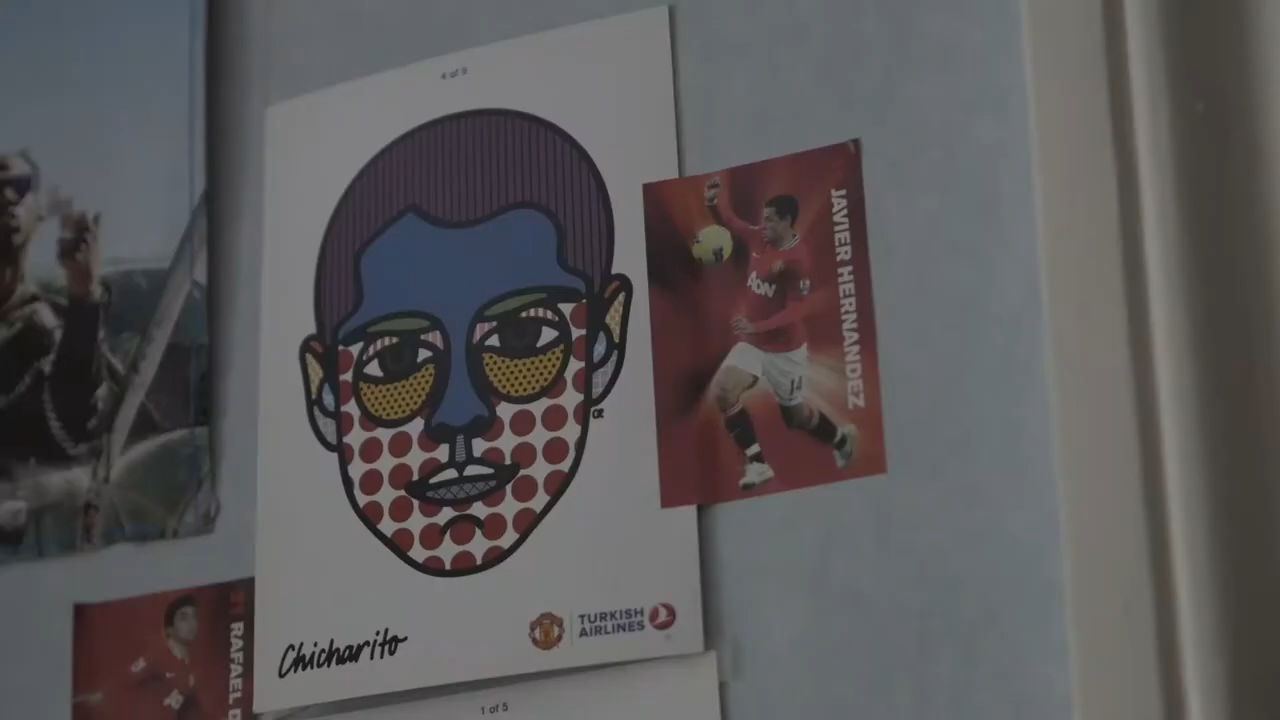 4 of 9
JAVIER HERNANDEZ
AON
14
Chicharito
TURKISH
AIRLINES
RAFAEL D
1 of 5